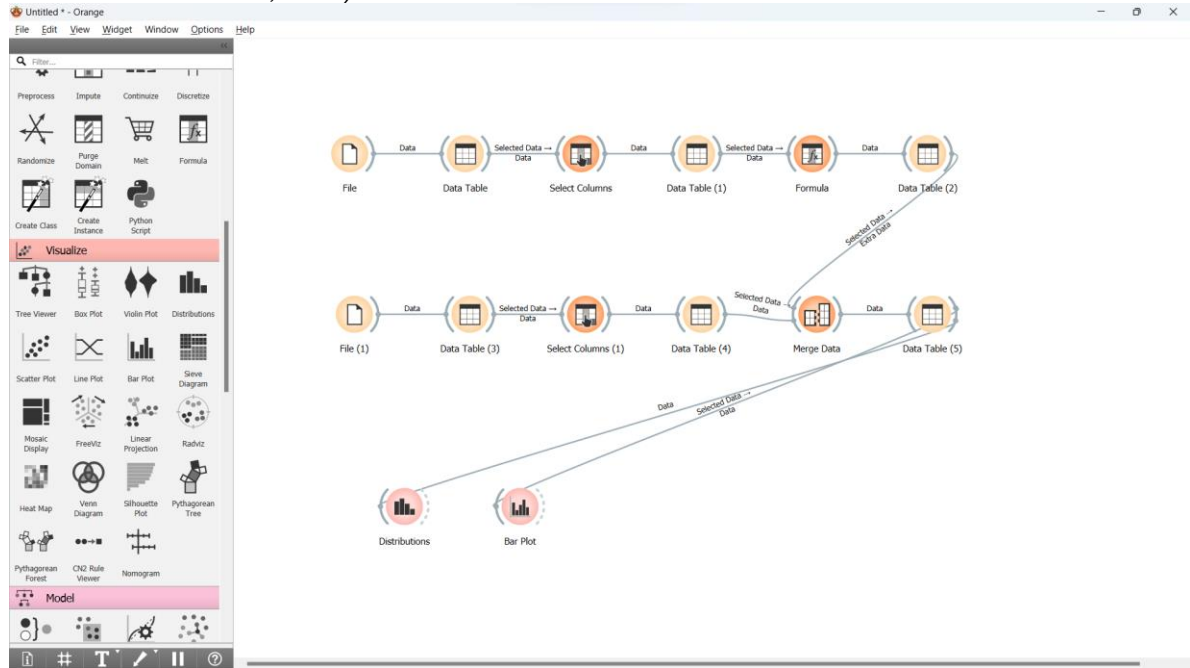 Untitled * - Orange
File Edit View Widget Window Options Help
Filter...
Preprocess Impute Continuize Discretize
Randomize Purge Domain Melt Formula
Create Class Create Instance Python Script
Visualize
Tree Viewer Box Plot Violin Plot Distributions
Scatter Plot Line Plot Bar Plot Sieve Diagram
Mosaic Display FreeViz Linear Projection Radviz
Heat Map Venn Diagram Silhouette Plot Pythagorean Tree
Pythagorean Forest CN2 Rule Viewer Nomogram
Model
Data Selected Data → Data Data Selected Data → Data Data
File Data Table Select Columns Data Table (1) Formula Data Table (2)
Selected Data →
Extra Data
Data Selected Data → Data Data Selected Data → Data Data
File (1) Data Table (3) Select Columns (1) Data Table (4) Merge Data Data Table (5)
Data
Selected Data →
Data
Distributions Bar Plot